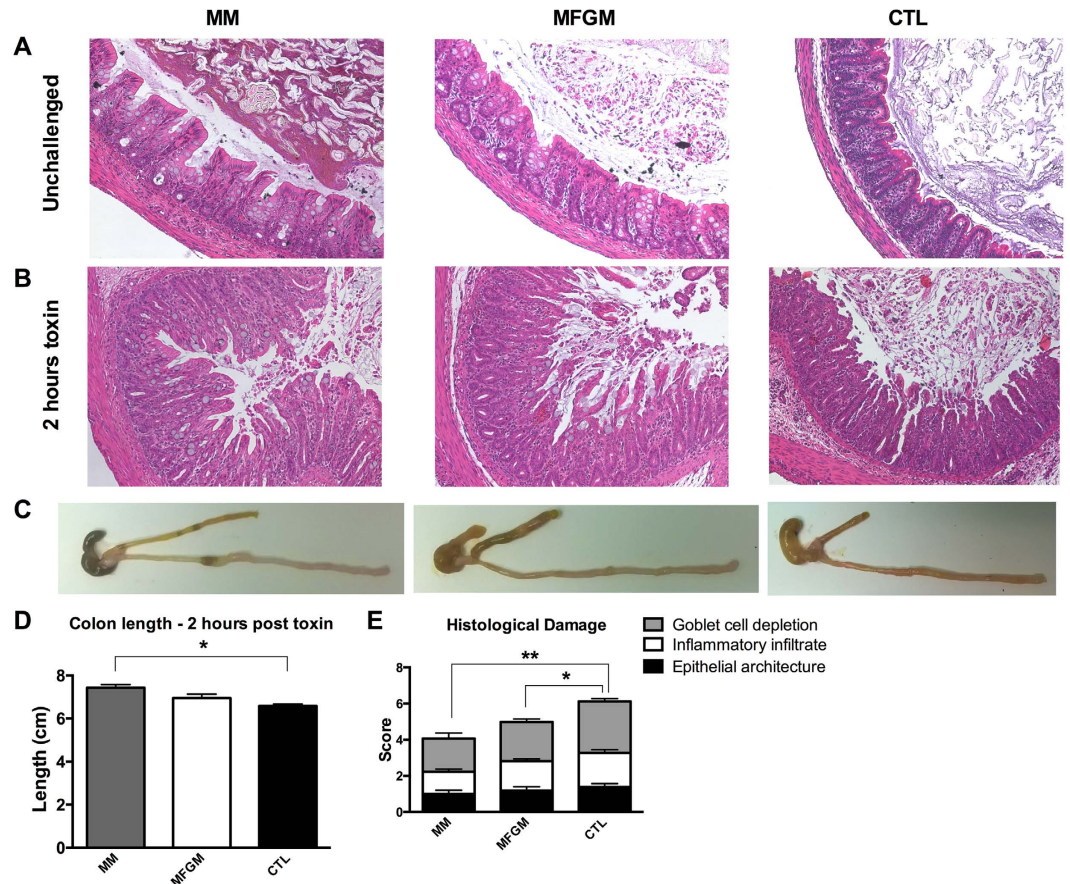 MM MFGM CTL
A
Unchallenged
B
2 hours toxin
C
D
Colon length - 2 hours post toxin
*
8
6
4
2
0
Length (cm)
MM MFGM CTL
E
Histological Damage
Goblet cell depletion
Inflammatory infiltrate
Epithelial architecture
**
*
8
6
4
2
0
Score
MM MFGM CTL